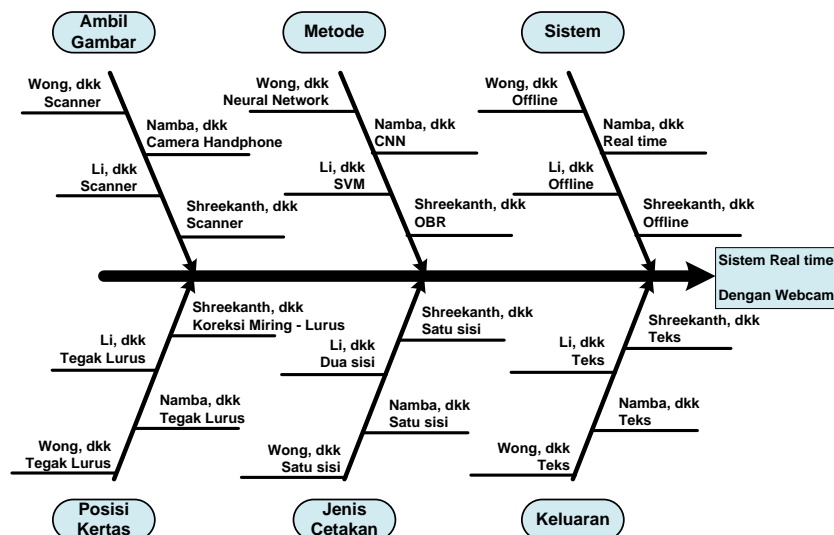 Ambil
Gambar
Metode
Sistem
Wong, dkk
Scanner
Namba, dkk
Camera Handphone
Li, dkk
Scanner
Shreekanth, dkk
Scanner
Wong, dkk
Neural Network
Namba, dkk
CNN
Li, dkk
SVM
Shreekanth, dkk
OBR
Wong, dkk
Offline
Namba, dkk
Real time
Li, dkk
Offline
Shreekanth, dkk
Offline
Sistem Real time
Dengan Webcam
Shreekanth, dkk
Koreksi Miring - Lurus
Li, dkk
Tegak Lurus
Namba, dkk
Tegak Lurus
Wong, dkk
Tegak Lurus
Shreekanth, dkk
Satu sisi
Li, dkk
Dua sisi
Namba, dkk
Satu sisi
Wong, dkk
Satu sisi
Shreekanth, dkk
Teks
Li, dkk
Teks
Namba, dkk
Teks
Wong, dkk
Teks
Posisi
Kertas
Jenis
Cetakan
Keluaran